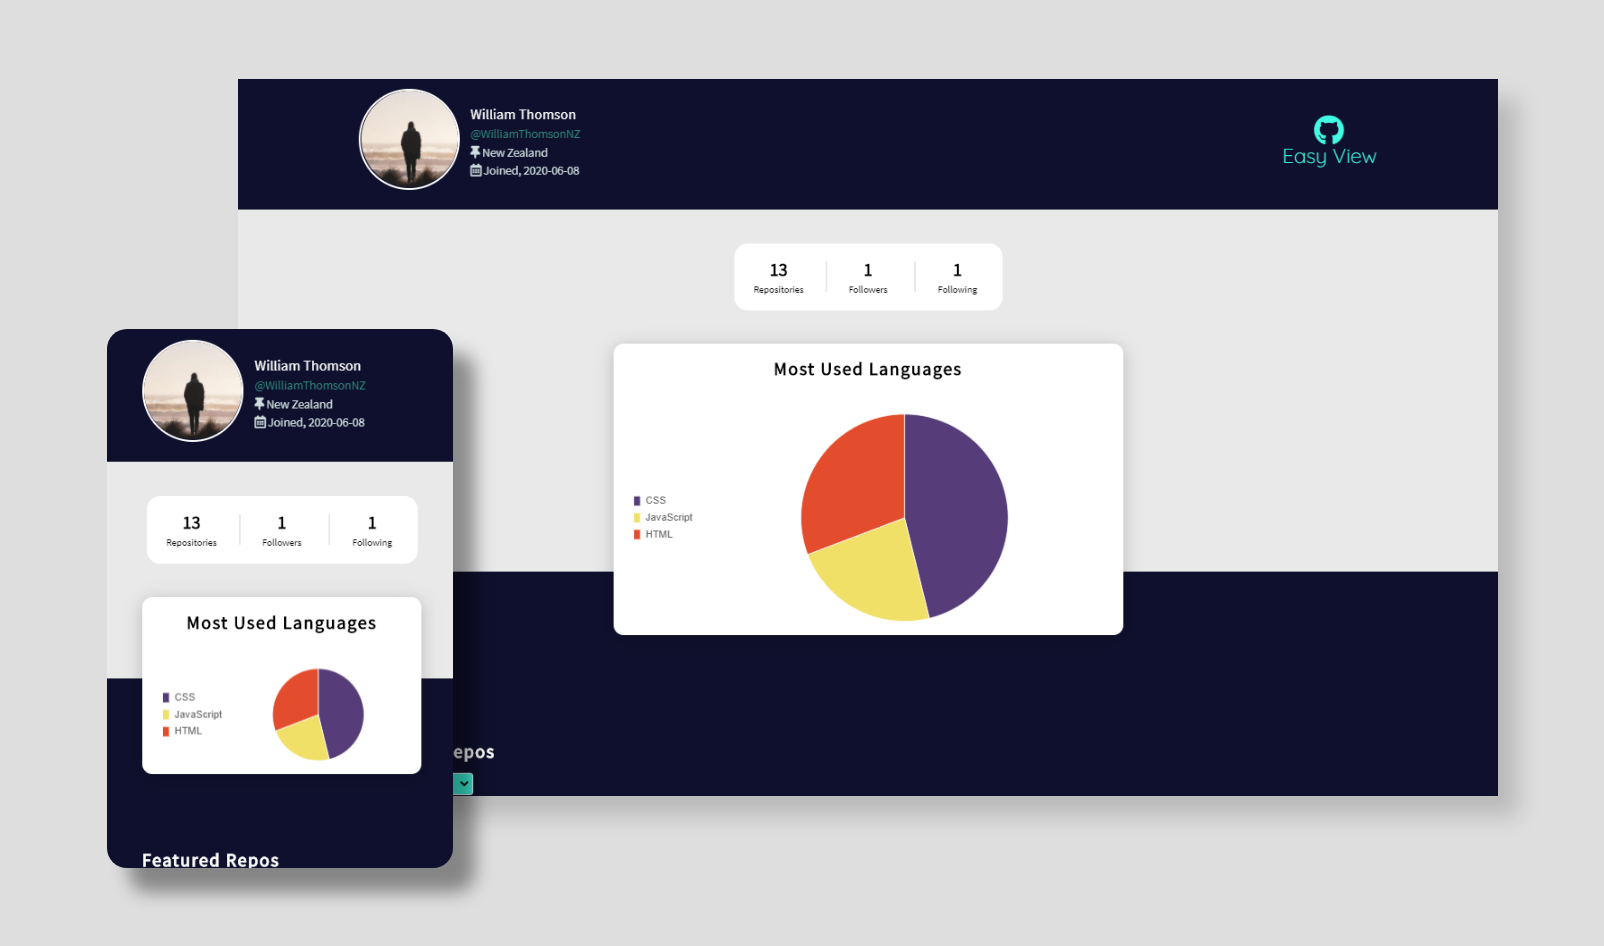 William Thomson
@WilliamThomsonNZ
New Zealand
Joined, 2020-06-08
Easy View
13
Repositories
1
Followers
1
Following
Most Used Languages
CSS
JavaScript
HTML
epos
William Thomson
@WilliamThomsonNZ
New Zealand
Joined, 2020-06-08
13
Repositories
1
Followers
1
Following
Most Used Languages
CSS
JavaScript
HTML
Featured Repos